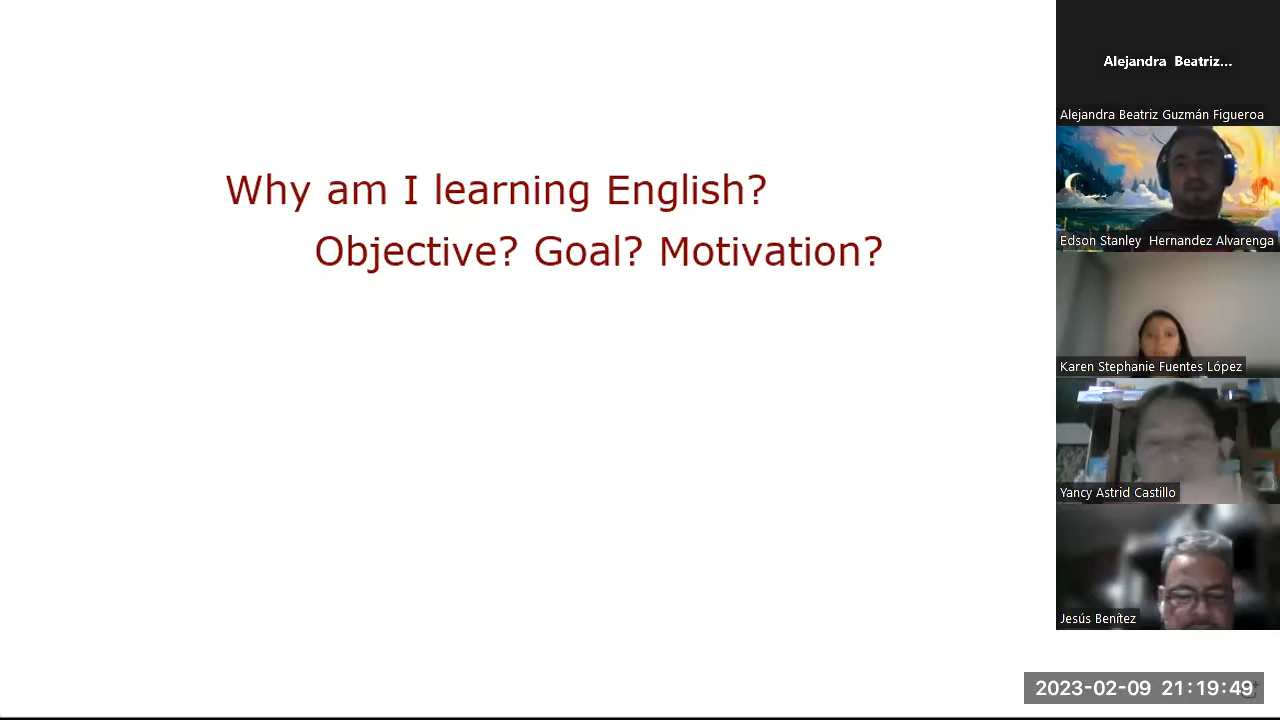 Why am I learning English?
Objective? Goal? Motivation?
Alejandra Beatriz...
Alejandra Beatriz Guzmán Figueroa
Edson Stanley Hernandez Alvarenga
Karen Stephanie Fuentes López
Yancy Astrid Castillo
Jesús Benítez
2023-02-09 21:19:49